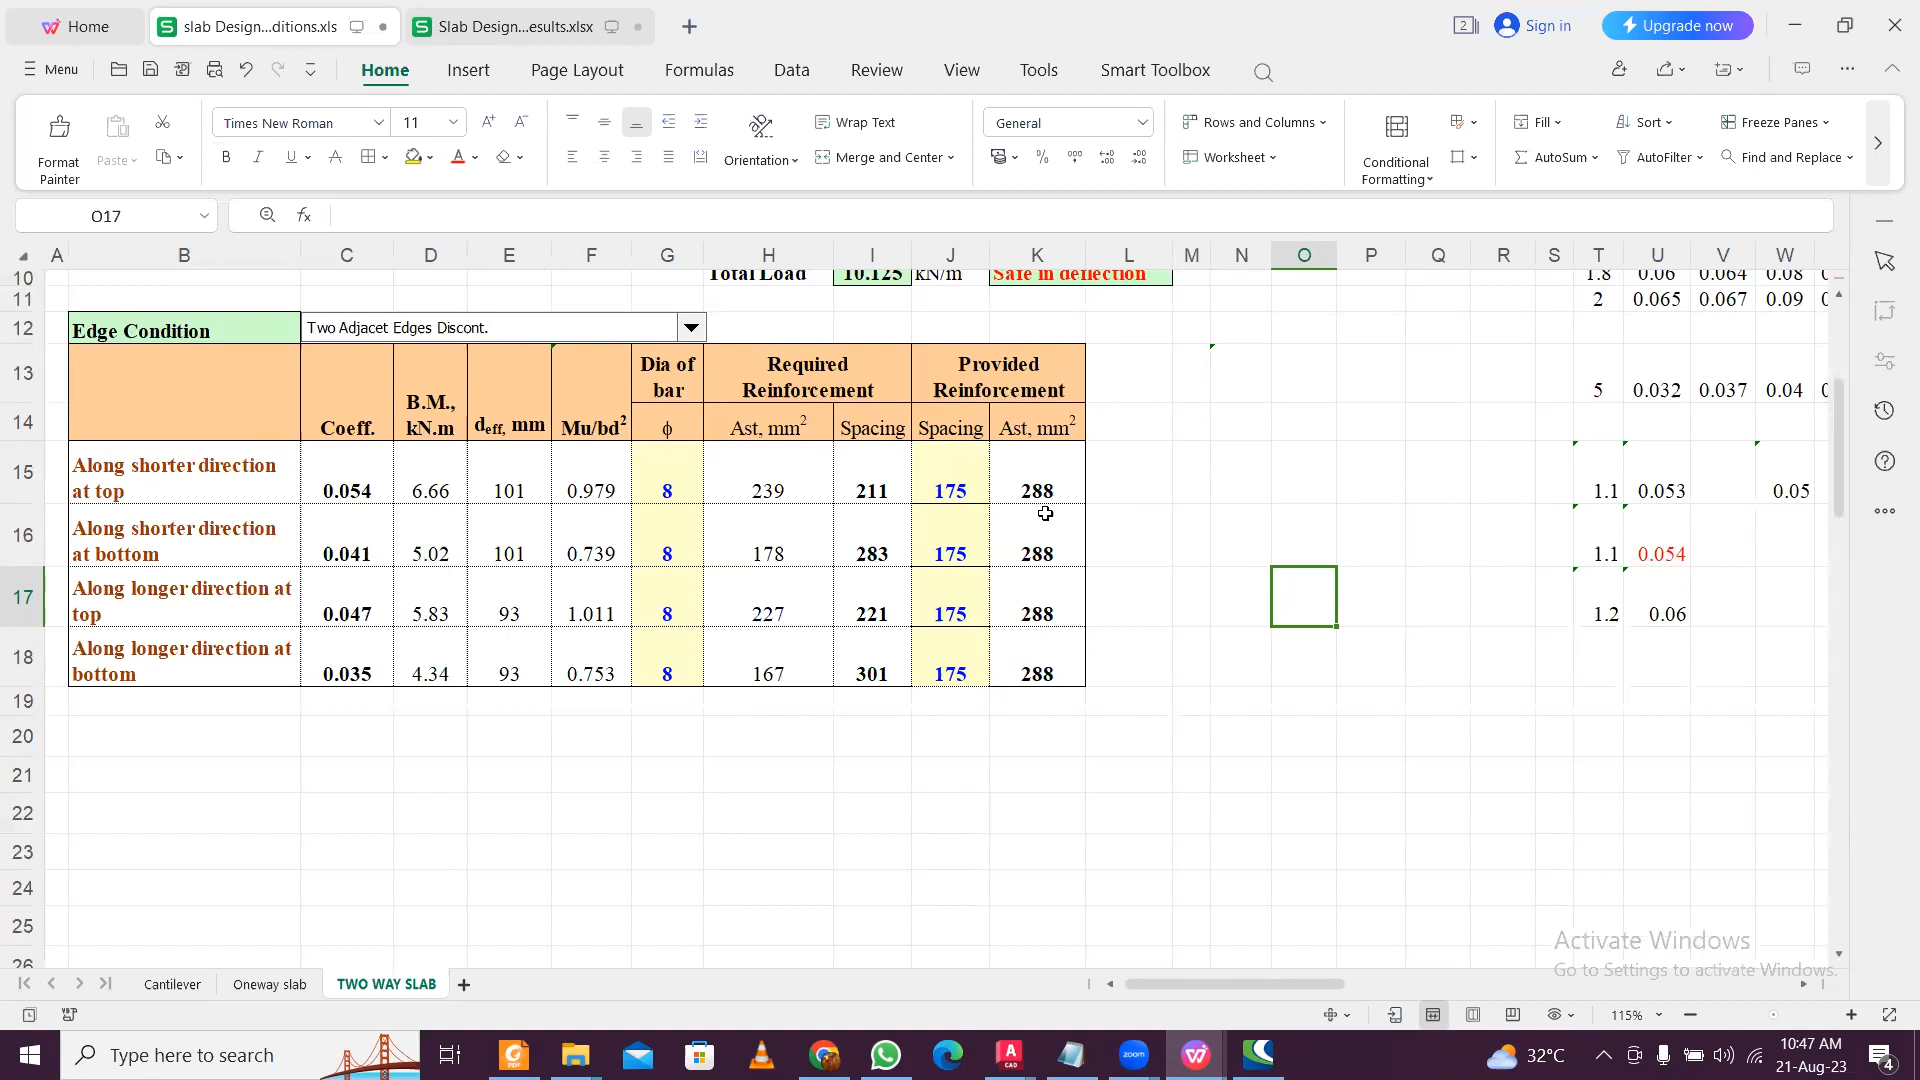 Home
slab Design...ditions.xls
Slab Design...esults.xlsx
2
Sign in
Upgrade now
Menu
Home
Insert
Page Layout
Formulas
Data
Review
View
Tools
Smart Toolbox
Format Painter
Paste
Times New Roman
11
Orientation
Wrap Text
Merge and Center
General
Rows and Columns
Worksheet
Conditional Formatting
Fill
Sort
Freeze Panes
AutoSum
AutoFilter
Find and Replace
O17
fx
A B C D E F G H I J K L M N O P Q R S T U V W
10 Total Load 10.125 kN/m Safe in deflection 1.8 0.06 0.064 0.08
11 2 0.065 0.067 0.09
12 Edge Condition Two Adjacet Edges Discont.
13 Dia of bar Required Reinforcement Provided Reinforcement 5 0.032 0.037 0.04
14 Coeff. B.M., kN.m deff, mm Mu/bd2 ϕ Ast, mm2 Spacing Spacing Ast, mm2
15 Along shorter direction at top 0.054 6.66 101 0.979 8 239 211 175 288 1.1 0.053 0.05
16 Along shorter direction at bottom 0.041 5.02 101 0.739 8 178 283 175 288 1.1 0.054
17 Along longer direction at top 0.047 5.83 93 1.011 8 227 221 175 288 1.2 0.06
18 Along longer direction at bottom 0.035 4.34 93 0.753 8 167 301 175 288
19
20
21
22
23
24
25
26
Activate Windows
Go to Settings to activate Windows.
Cantilever
Oneway slab
TWO WAY SLAB
115%
Type here to search
32°C
10:47 AM
21-Aug-23
4